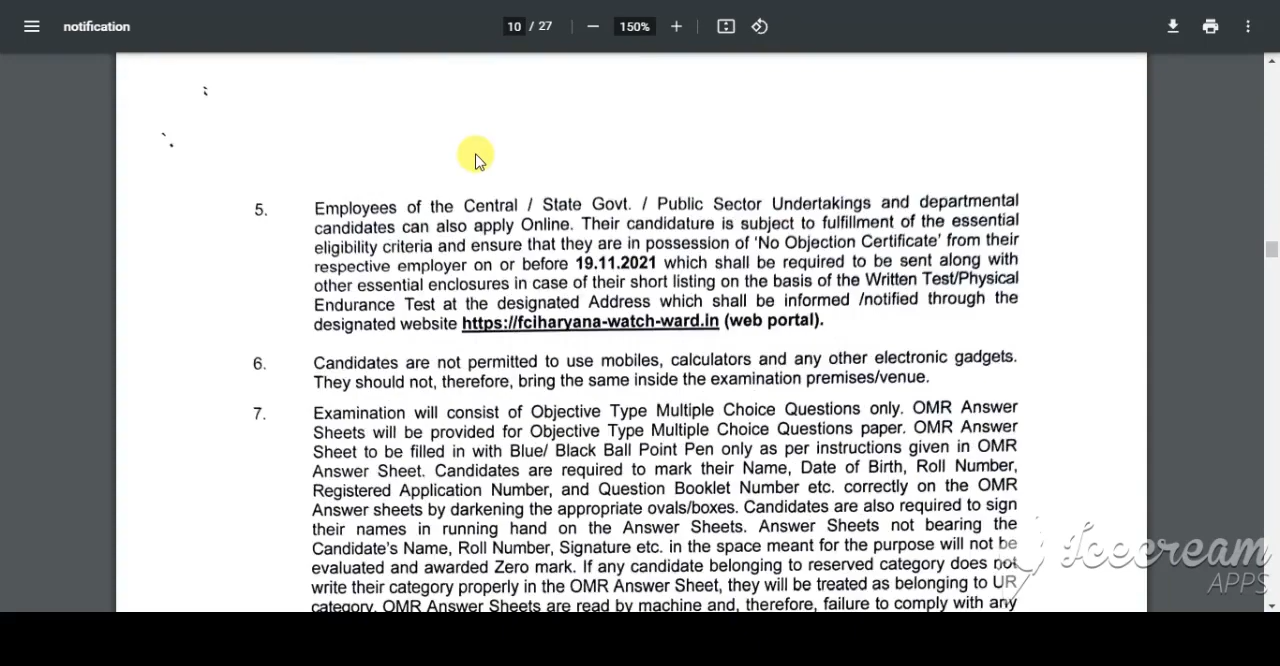 notification
10 / 27
150%
5. Employees of the Central / State Govt. / Public Sector Undertakings and departmental
candidates can also apply Online. Their candidature is subject to fulfillment of the essential
eligibility criteria and ensure that they are in possession of 'No Objection Certificate' from their
respective employer on or before 19.11.2021 which shall be required to be sent along with
other essential enclosures in case of their short listing on the basis of the Written Test/Physical
Endurance Test at the designated Address which shall be informed /notified through the
designated website https://fciharyana-watch-ward.in (web portal).
6. Candidates are not permitted to use mobiles, calculators and any other electronic gadgets.
They should not, therefore, bring the same inside the examination premises/venue.
7. Examination will consist of Objective Type Multiple Choice Questions only. OMR Answer
Sheets will be provided for Objective Type Multiple Choice Questions paper. OMR Answer
Sheet to be filled in with Blue/ Black Ball Point Pen only as per instructions given in OMR
Answer Sheet. Candidates are required to mark their Name, Date of Birth, Roll Number,
Registered Application Number, and Question Booklet Number etc. correctly on the OMR
Answer sheets by darkening the appropriate ovals/boxes. Candidates are also required to sign
their names in running hand on the Answer Sheets. Answer Sheets not bearing the
Candidate's Name, Roll Number, Signature etc. in the space meant for the purpose will not be
evaluated and awarded Zero mark. If any candidate belonging to reserved category does not
write their category properly in the OMR Answer Sheet, they will be treated as belonging to UR
category. OMR Answer Sheets are read by machine and, therefore, failure to comply with any
Icecream
APPS